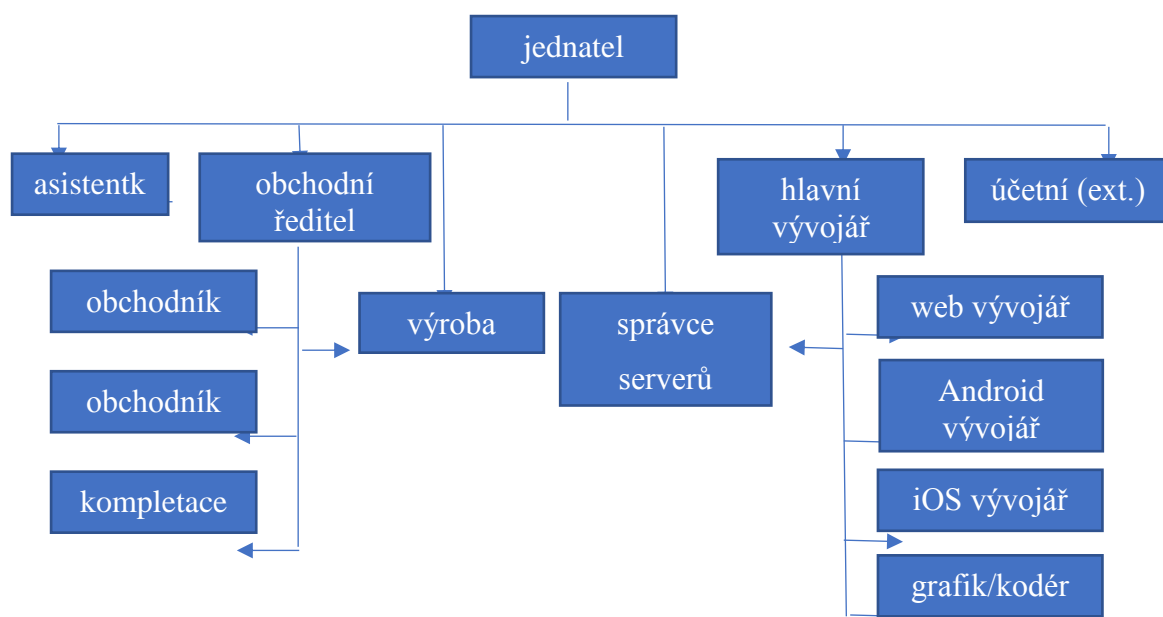 jednatel
asistentk
obchodní
ředitel
hlavní
vývojář
účetní (ext.)
obchodník
výroba
správce
serverů
web vývojář
obchodník
Android
vývojář
kompletace
iOS vývojář
grafik/kodér